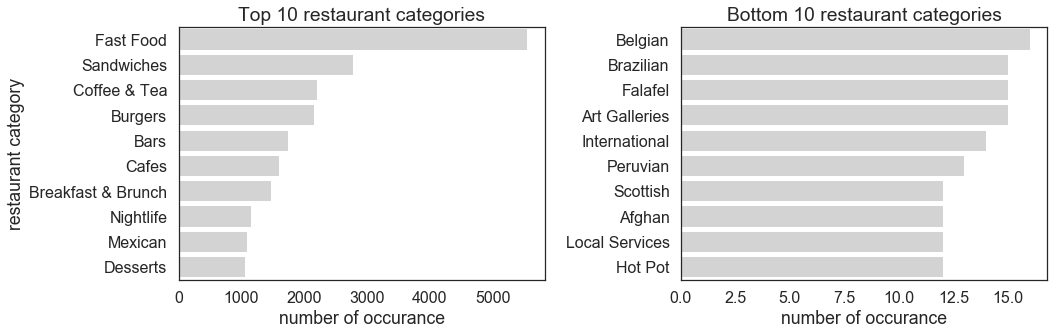 Top 10 restaurant categories
restaurant category
Fast Food
Sandwiches
Coffee & Tea
Burgers
Bars
Cafes
Breakfast & Brunch
Nightlife
Mexican
Desserts
0 1000 2000 3000 4000 5000
number of occurance
Bottom 10 restaurant categories
Belgian
Brazilian
Falafel
Art Galleries
International
Peruvian
Scottish
Afghan
Local Services
Hot Pot
0.0 2.5 5.0 7.5 10.0 12.5 15.0
number of occurance